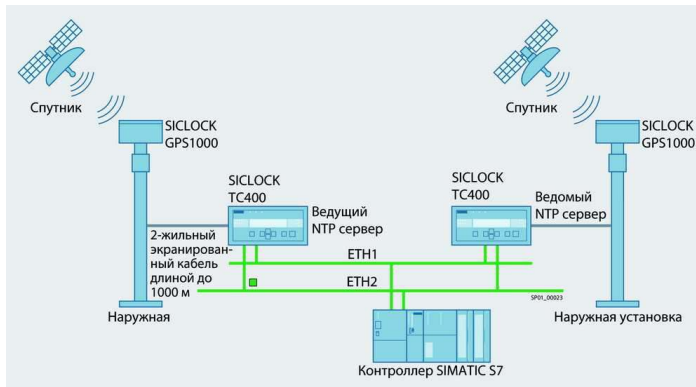 Спутник
SICLOCK
GPS1000
SICLOCK
TC400
Ведущий
NTP сервер
2-жильный
экранирован-
ный кабель
длиной до
1000 м
Наружная
ETH1
ETH2
Спутник
SICLOCK
GPS1000
SICLOCK
TC400
Ведомый
NTP сервер
SP01_00023
Наружная установка
Контроллер SIMATIC S7